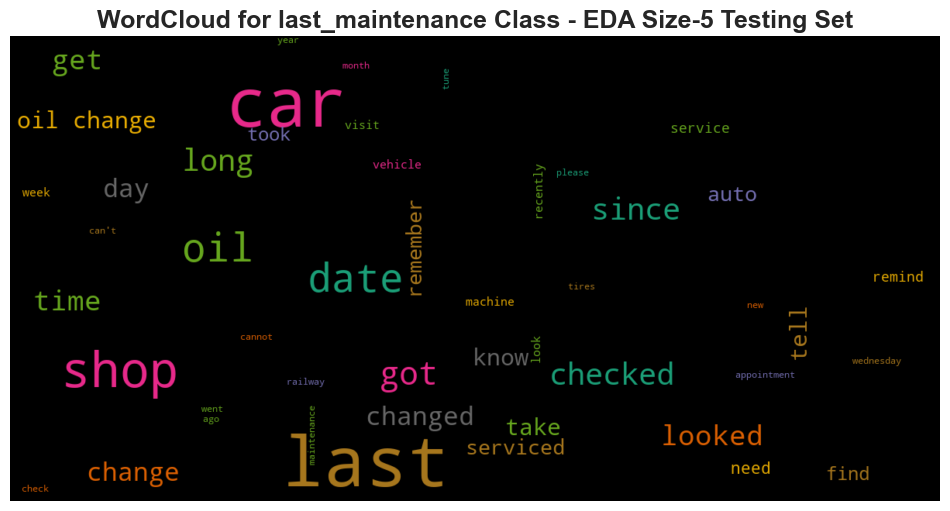 WordCloud for last_maintenance Class - EDA Size-5 Testing Set
year
get
month
tune
car
oil change
took
visit
service
long
vehicle
please
week
day
recently
since
auto
can't
remember
oil
date
remind
time
machine
tires
new
tell
cannot
look
know
wednesday
shop
railway
got
checked
appointment
went
ago
maintenance
changed
take
looked
last
serviced
change
need
find
check